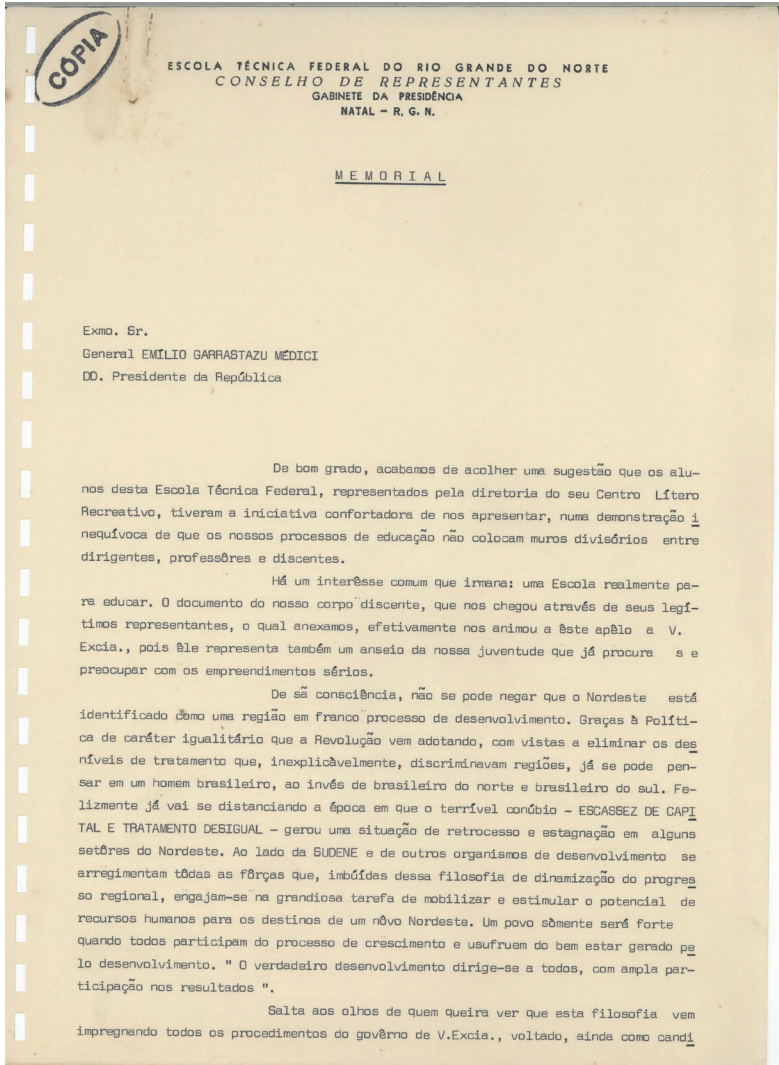 CÓPIA
ESCOLA TÉCNICA FEDERAL DO RIO GRANDE DO NORTE
CONSELHO DE REPRESENTANTES
GABINETE DA PRESIDÊNCIA
NATAL – R. G. N.
MEMORIAL
Exmo. Sr.
General EMÍLIO GARRASTAZU MÉDICI
DD. Presidente da República
De bom grado, acabamos de acolher uma sugestão que os alu-
nos desta Escola Técnica Federal, representados pela diretoria do seu Centro Lítero
Recreativo, tiveram a iniciativa confortadora de nos apresentar, numa demonstração i
nequívoca de que os nossos processos de educação não colocam muros divisórios entre
dirigentes, professôres e discentes.
Há um interêsse comum que irmana: uma Escola realmente pa-
ra educar. O documento do nosso corpo discente, que nos chegou através de seus legí-
timos representantes, o qual anexamos, efetivamente nos animou a êste apêlo a V.
Excia., pois êle representa também um anseio da nossa juventude que já procura s e
preocupar com os empreendimentos sérios.
De sã consciência, não se pode negar que o Nordeste está
identificado como uma região em franco processo de desenvolvimento. Graças à Políti-
ca de caráter igualitário que a Revolução vem adotando, com vistas a eliminar os des
níveis de tratamento que, inexplicàvelmente, discriminavam regiões, já se pode pen-
sar em um homem brasileiro, ao invés de brasileiro do norte e brasileiro do sul. Fe-
lizmente já vai se distanciando a época em que o terrível conúbio - ESCASSEZ DE CAPI
TAL E TRATAMENTO DESIGUAL - gerou uma situação de retrocesso e estagnação em alguns
setôres do Nordeste. Ao lado da SUDENE e de outros organismos de desenvolvimento se
arregimentam tôdas as fôrças que, imbúídas dessa filosofia de dinamização do progres
so regional, engajam-se na grandiosa tarefa de mobilizar e estimular o potencial de
recursos humanos para os destinos de um nôvo Nordeste. Um povo sòmente será forte
quando todos participam do processo de crescimento e usufruem do bem estar gerado pe
lo desenvolvimento. " O verdadeiro desenvolvimento dirige-se a todos, com ampla par-
ticipação nos resultados ".
Salta aos olhos de quem queira ver que esta filosofia vem
impregnando todos os procedimentos do govêrno de V.Excia., voltado, ainda como candi